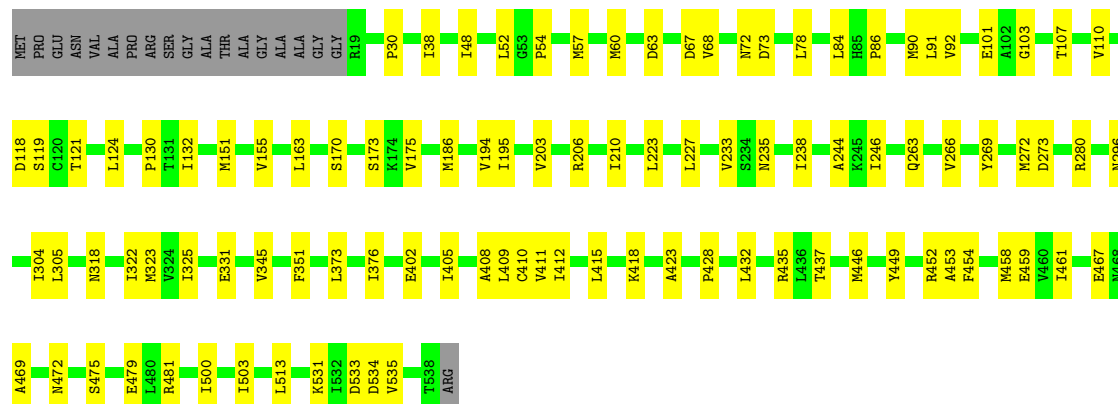 MET PRO GLU ASN VAL ALA PRO ARG SER GLY ALA THR ALA GLY ALA ALA GLY GLY R19 P30 I38 I48 L52 G53 P54 M57 M60 D63 D67 V68 N72 D73 L78 L84 H85 P86 M90 L91 V92 E101 A102 G103 T107 V110
D118 S119 C120 T121 L124 P130 T131 I132 M151 V155 L163 S170 S173 K174 V175 M186 V194 I195 V203 R206 I210 L223 L227 V233 S234 N235 I238 A244 K245 I246 Q263 V266 Y269 M272 D273 R280 N296
I304 L305 N318 I322 M323 V324 I325 E331 V345 F351 L373 I376 E402 I405 A408 L409 C410 V411 I412 L415 K418 A423 P428 L432 R435 L436 T437 M446 Y449 R452 A453 F454 M458 E459 V460 I461 E467 N468
A469 N472 S475 E479 L480 R481 I500 I503 L513 K531 I532 D533 D534 V535 T538 ARG